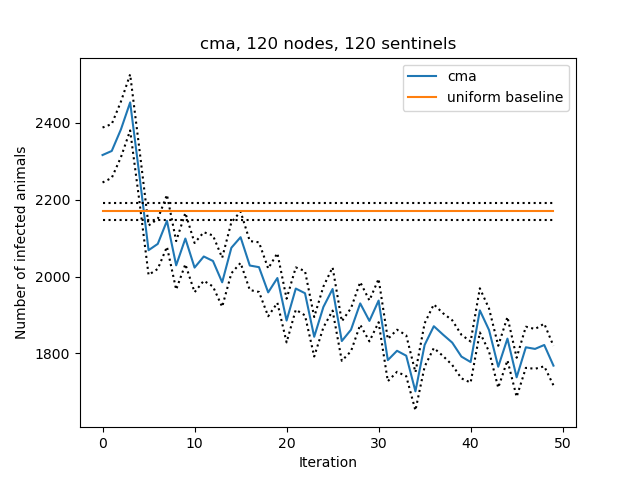 cma, 120 nodes, 120 sentinels
cma
uniform baseline
Number of infected animals
2400
2200
2000
1800
0 10 20 30 40 50
Iteration